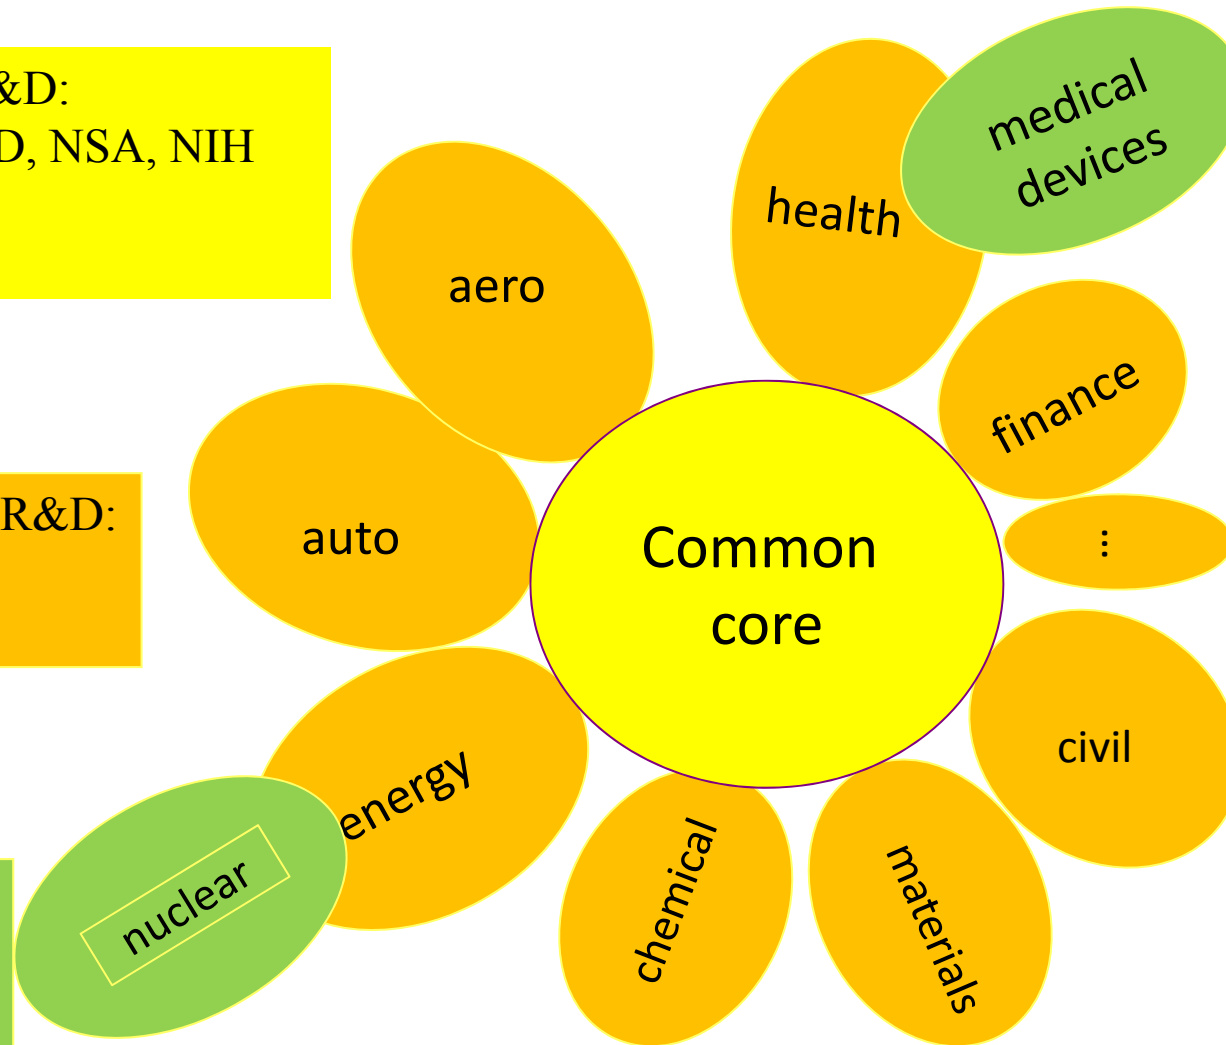 &D:
D, NSA, NIH
medical
devices
health
aero
finance
R&D:
auto
Common
core
...
civil
energy
nuclear
chemical
materials